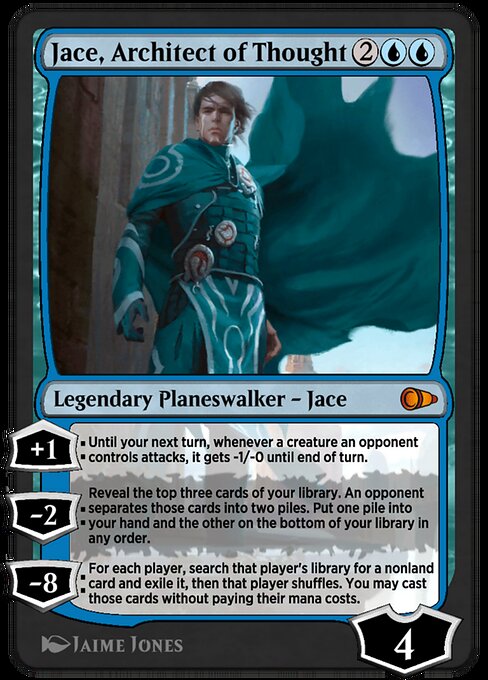 Jace, Architect of Thought 2
Legendary Planeswalker – Jace
+1
Until your next turn, whenever a creature an opponent
controls attacks, it gets -1/-0 until end of turn.
−2
Reveal the top three cards of your library. An opponent
separates those cards into two piles. Put one pile into
your hand and the other on the bottom of your library in
any order.
−8
For each player, search that player's library for a nonland
card and exile it, then that player shuffles. You may cast
those cards without paying their mana costs.
4
Jaime Jones